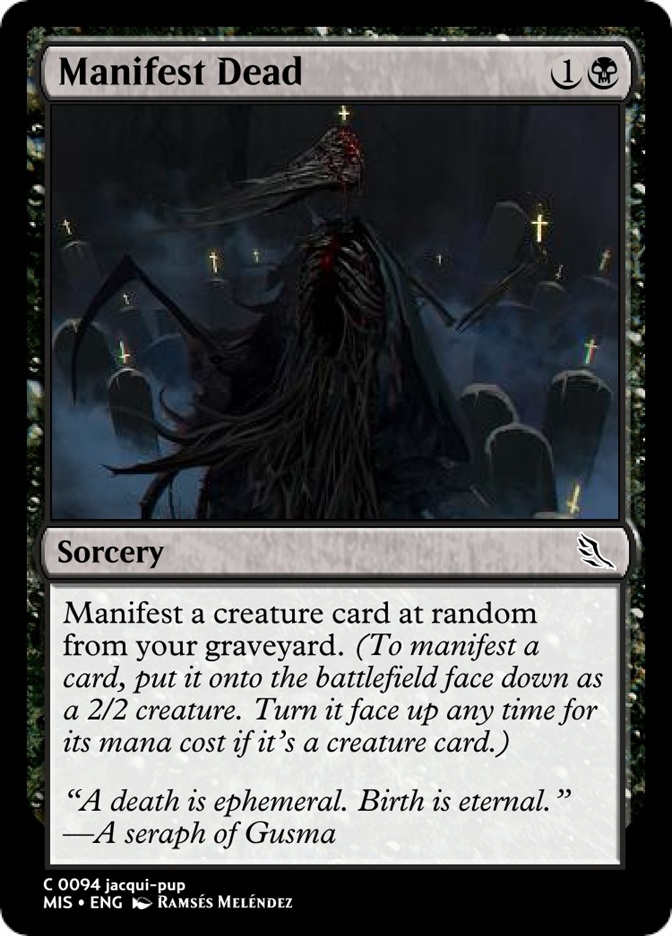 Manifest Dead 1
Sorcery
Manifest a creature card at random
from your graveyard. (To manifest a
card, put it onto the battlefield face down as
a 2/2 creature. Turn it face up any time for
its mana cost if it's a creature card.)
“A death is ephemeral. Birth is eternal.”
—A seraph of Gusma
C 0094 jacqui-pup
MIS • ENG Ramsés Meléndez